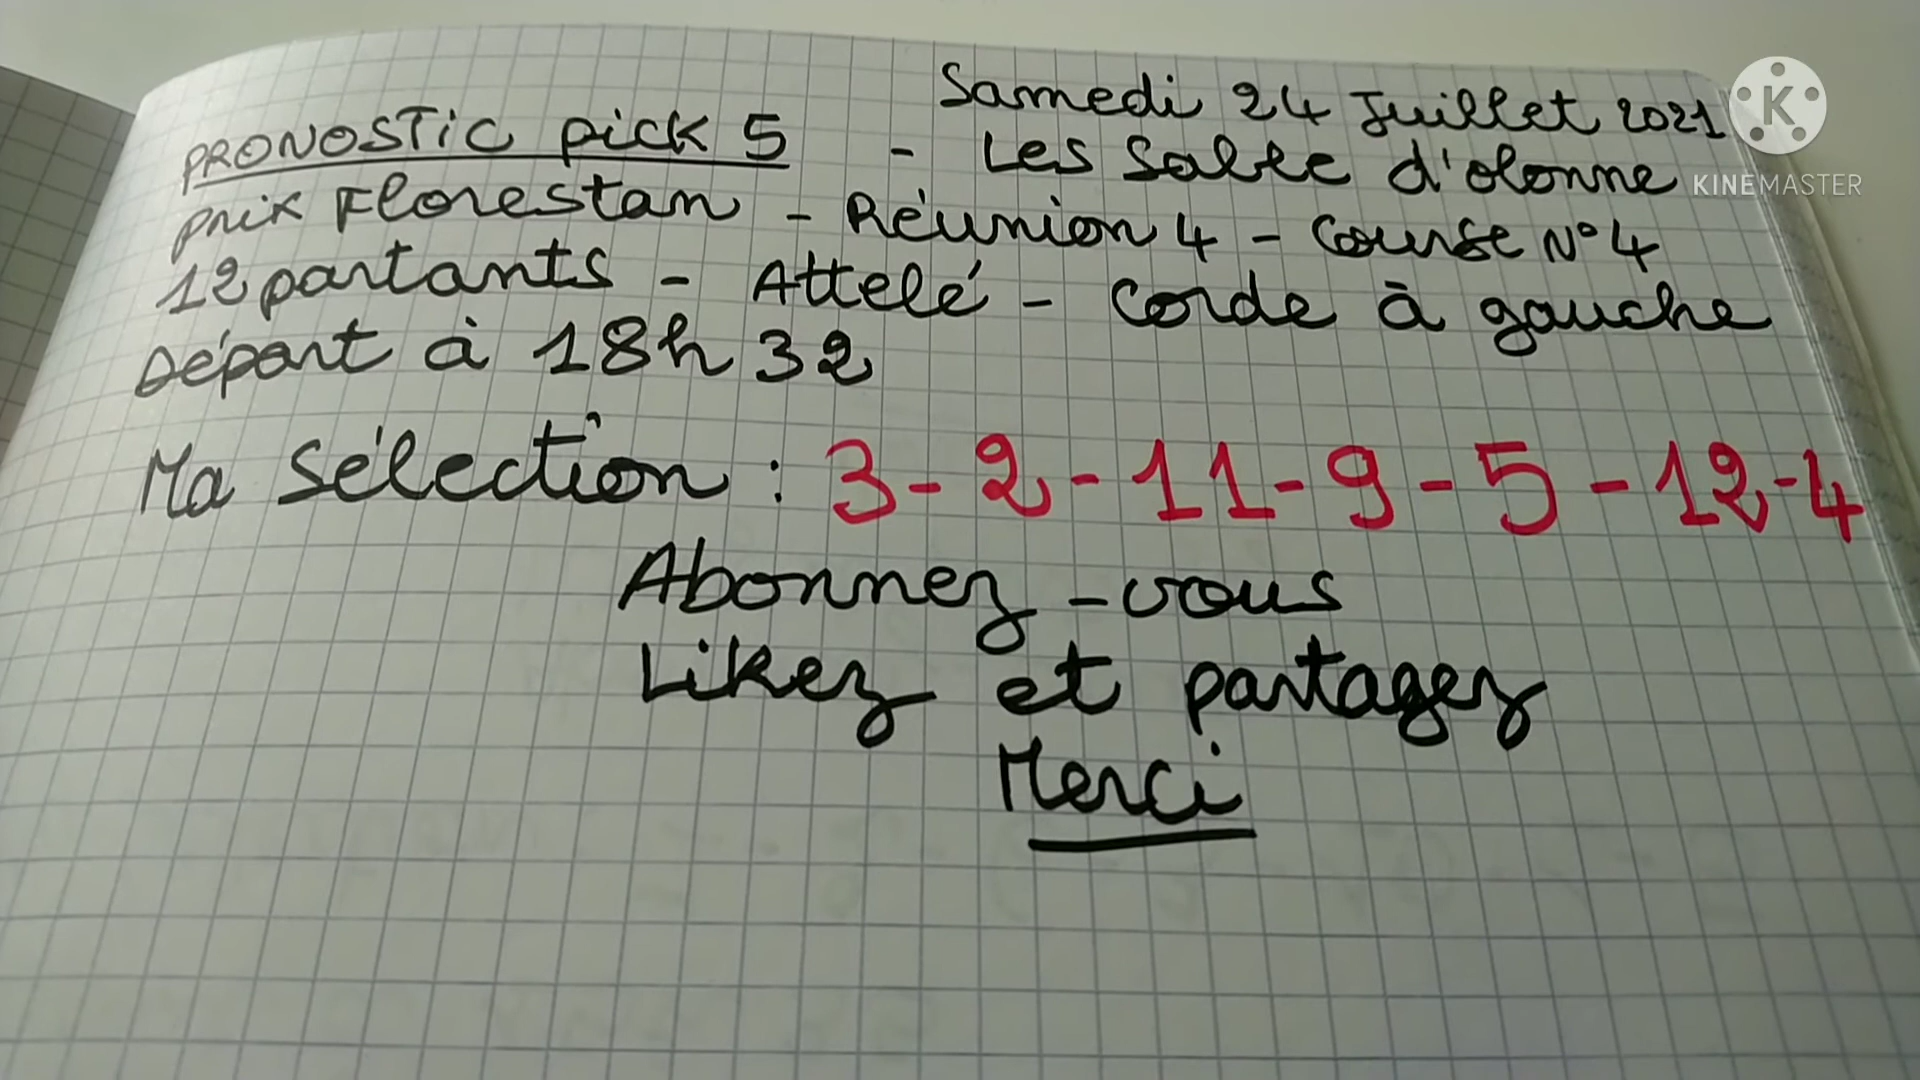 Samedi 24 Juillet 2021
PRONOSTIC pick 5 - Les Sable d'olonne
prix Florestan - Réunion 4 - Course N° 4
12 partants - Attelé - Corde à gauche
Départ à 18h 32
Ma sélection : 3 - 2 - 11 - 9 - 5 - 12 - 4
Abonnez-vous
Likez et partagez
Merci
K
KINEMASTER